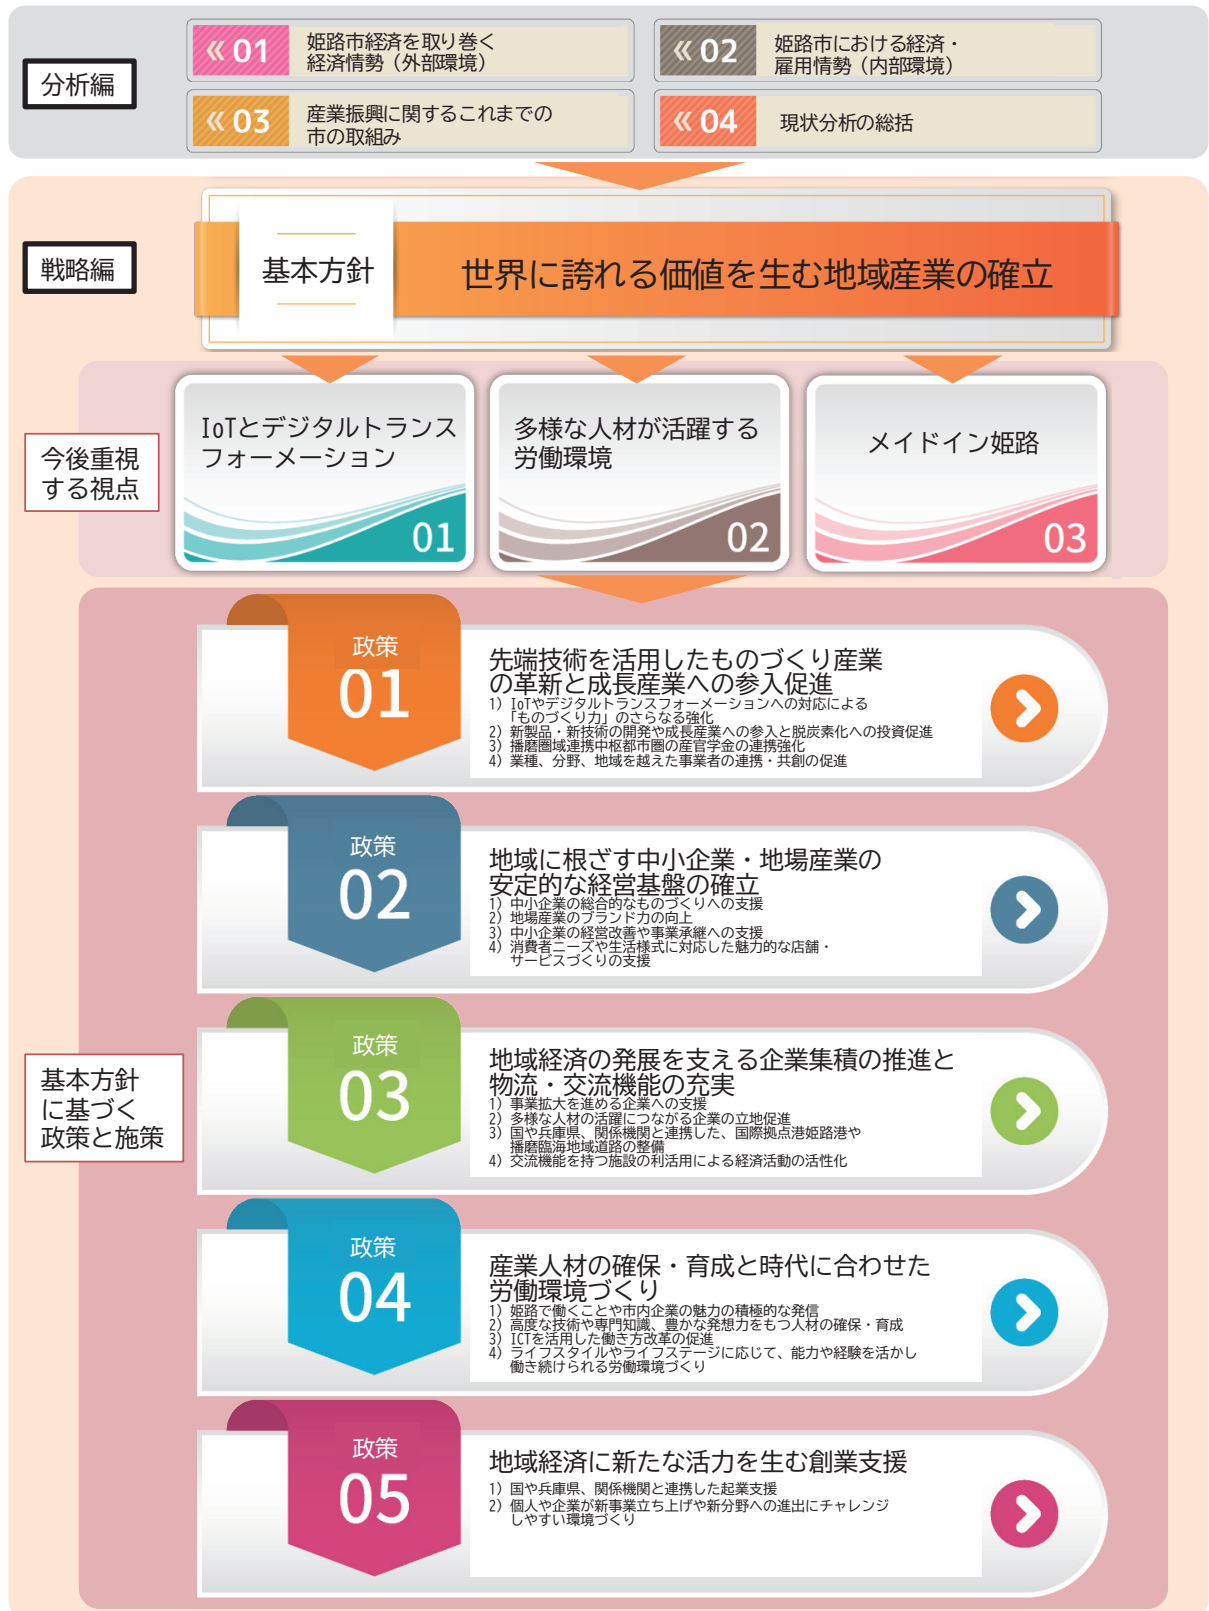 分析編
«01
姫路市経済を取り巻く
経済情勢（外部環境）
«02
姫路市における経済・
雇用情勢（内部環境）
«03
産業振興に関するこれまでの
市の取組み
«04
現状分析の総括
戦略編
基本方針
世界に誇れる価値を生む地域産業の確立
今後重視
する視点
IoTとデジタルトランス
フォーメーション
01
多様な人材が活躍する
労働環境
02
メイドイン姫路
03
基本方針
に基づく
政策と施策
政策
01
先端技術を活用したものづくり産業
の革新と成長産業への参入促進
1）IoTやデジタルトランスフォーメーションへの対応による
「ものづくり力」のさらなる強化
2）新製品・新技術の開発や成長産業への参入と脱炭素化への投資促進
3）播磨圏域連携中枢都市圏の産官学金の連携強化
4）業種、分野、地域を越えた事業者の連携・共創の促進
政策
02
地域に根ざす中小企業・地場産業の
安定的な経営基盤の確立
1）中小企業の総合的なものづくりへの支援
2）地場産業のブランド力の向上
3）中小企業の経営改善や事業承継への支援
4）消費者ニーズや生活様式に対応した魅力的な店舗・
サービスづくりの支援
政策
03
地域経済の発展を支える企業集積の推進と
物流・交流機能の充実
1）事業拡大を進める企業への支援
2）多様な人材の活躍につながる企業の立地促進
3）国や兵庫県、関係機関と連携した、国際拠点港姫路港や
播磨臨海地域道路の整備
4）交流機能を持つ施設の利活用による経済活動の活性化
政策
04
産業人材の確保・育成と時代に合わせた
労働環境づくり
1）姫路で働くことや市内企業の魅力の積極的な発信
2）高度な技術や専門知識、豊かな発想力をもつ人材の確保・育成
3）ICTを活用した働き方改革の促進
4）ライフスタイルやライフステージに応じて、能力や経験を活かし
働き続けられる労働環境づくり
政策
05
地域経済に新たな活力を生む創業支援
1）国や兵庫県、関係機関と連携した起業支援
2）個人や企業が新事業立ち上げや新分野への進出にチャレンジ
しやすい環境づくり